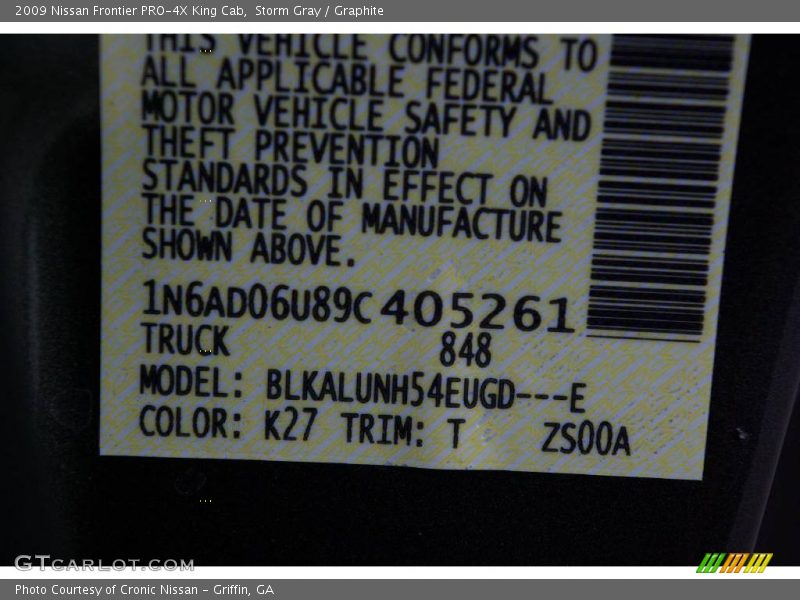 2009 Nissan Frontier PRO-4X King Cab,  Storm Gray / Graphite
THIS VEHICLE CONFORMS TO
ALL APPLICABLE FEDERAL
MOTOR VEHICLE SAFETY AND
THEFT PREVENTION
STANDARDS IN EFFECT ON
THE DATE OF MANUFACTURE
SHOWN ABOVE.
1N6AD06U89C405261
TRUCK 848
MODEL: BLKALUNH54EUGD---E
COLOR: K27 TRIM: T ZS00A
GTCARLOT.COM
Photo Courtesy of Cronic Nissan - Griffin, GA